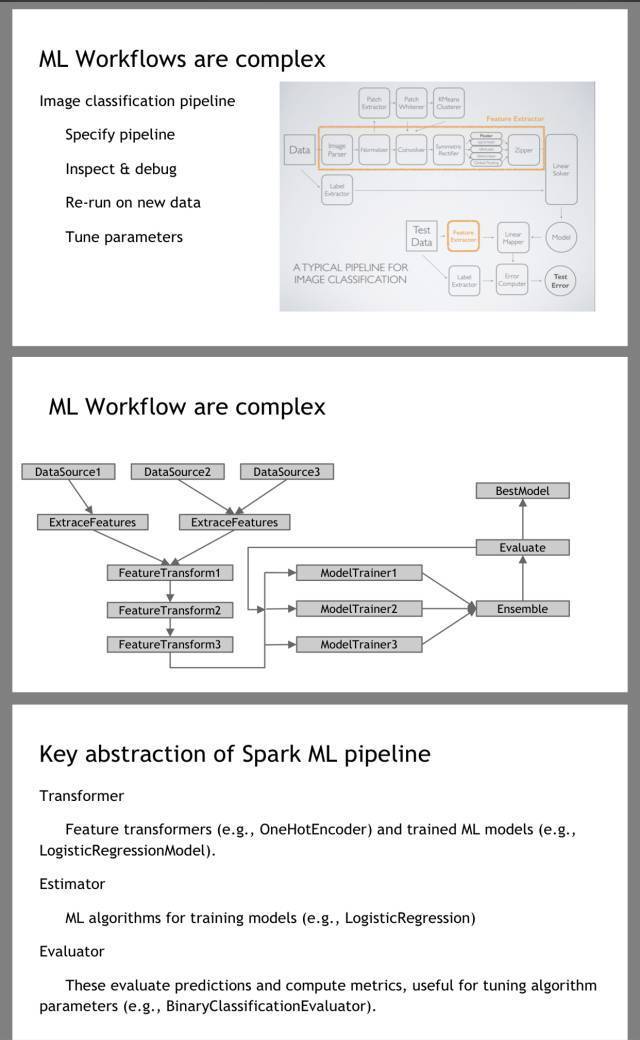 ML Workflows are complex
Image classification pipeline
Specify pipeline
Inspect & debug
Re-run on new data
Tune parameters
Patch
Extractor
Patch
Whitener
KMeans
Clusterer
Feature Extractor
Data
Image
Parser
Normalizer
Convolver
Symmetric
Rectifier
Pooler
Zipper
Linear
Solver
Label
Extractor
Test
Data
Feature
Extractor
Linear
Mapper
Model
A TYPICAL PIPELINE FOR
IMAGE CLASSIFICATION
Label
Extractor
Error
Computer
Test
Error
ML Workflow are complex
DataSource1
DataSource2
DataSource3
BestModel
ExtraceFeatures
ExtraceFeatures
Evaluate
FeatureTransform1
ModelTrainer1
FeatureTransform2
ModelTrainer2
Ensemble
FeatureTransform3
ModelTrainer3
Key abstraction of Spark ML pipeline
Transformer
Feature transformers (e.g., OneHotEncoder) and trained ML models (e.g.,
LogisticRegressionModel).
Estimator
ML algorithms for training models (e.g., LogisticRegression)
Evaluator
These evaluate predictions and compute metrics, useful for tuning algorithm
parameters (e.g., BinaryClassificationEvaluator).